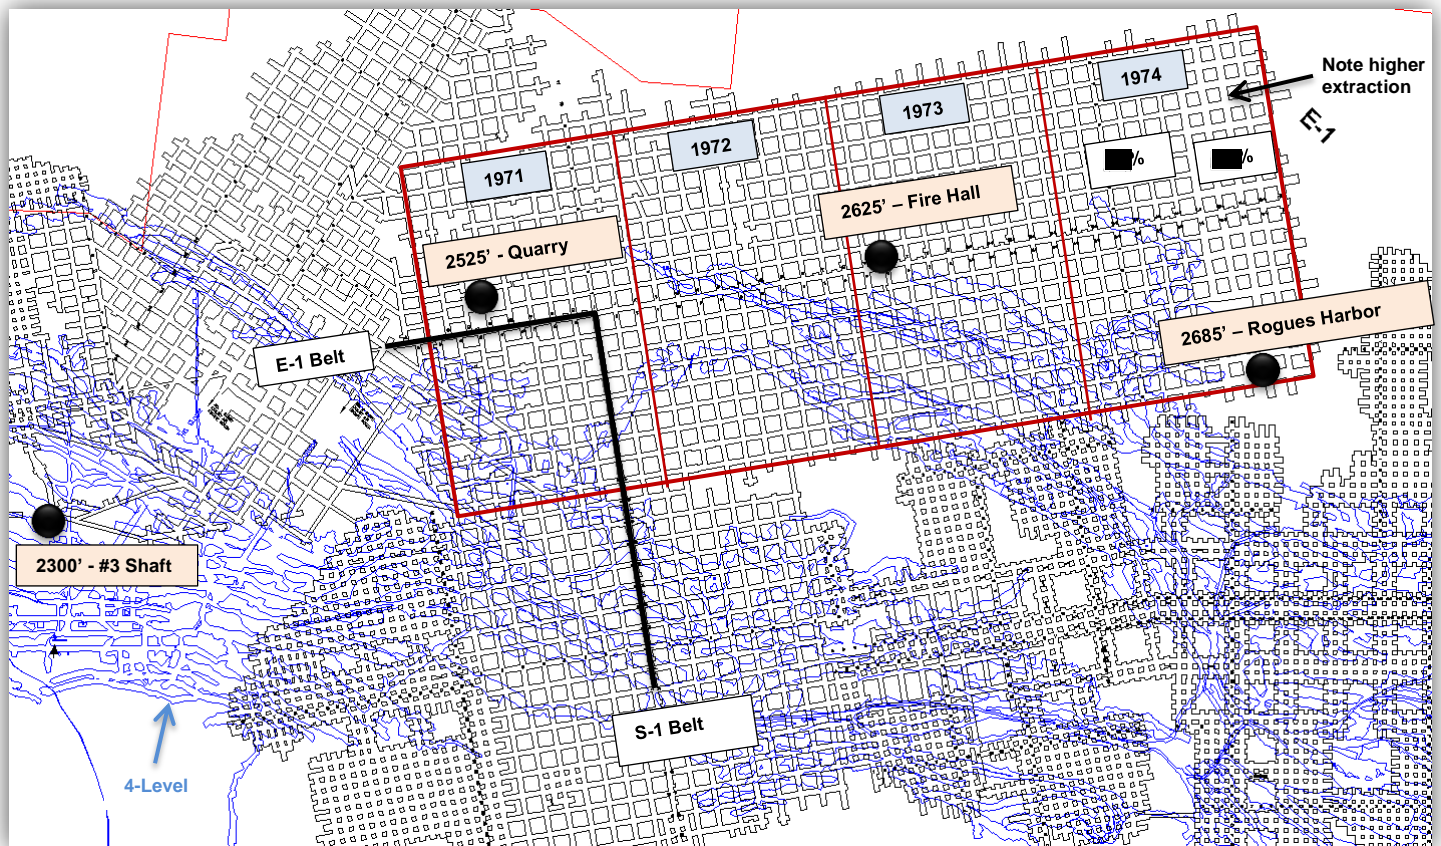 Note higher
extraction
E-1
1974
1973
1972
1971
%
%
2625’ – Fire Hall
2525’ - Quarry
2685’ – Rogues Harbor
E-1 Belt
2300’ - #3 Shaft
S-1 Belt
4-Level